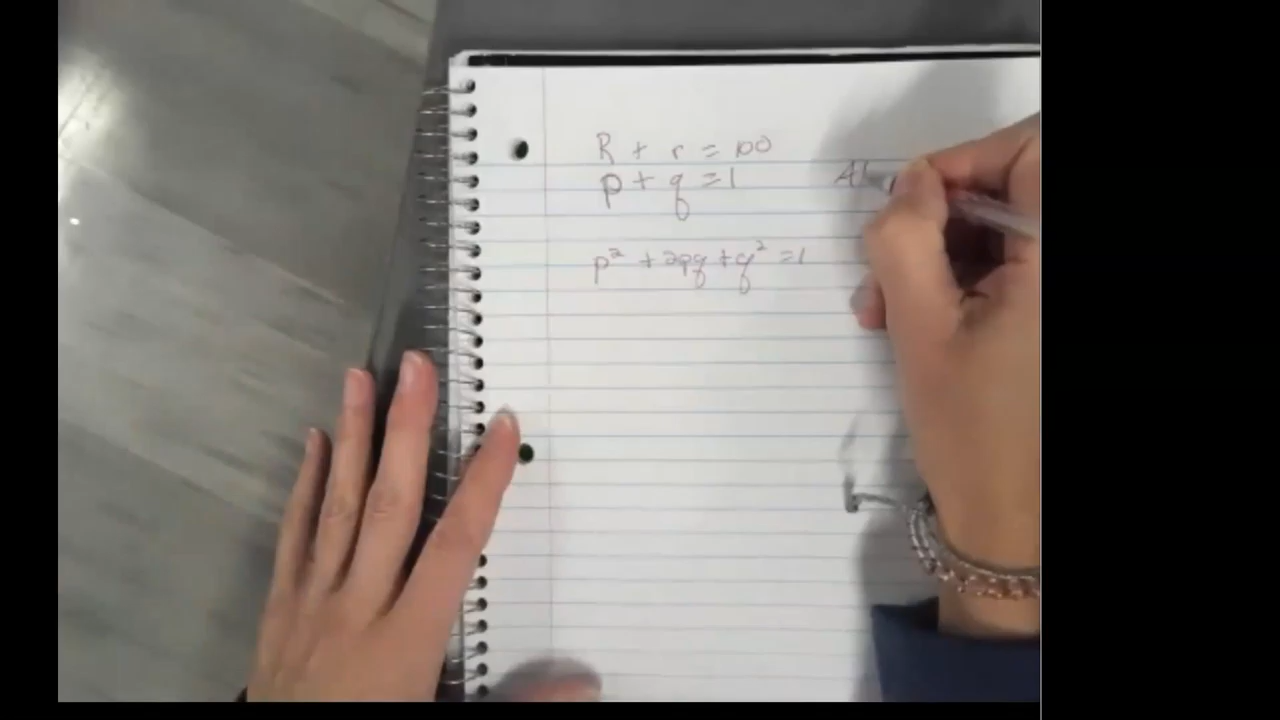 R + r = 100
p + q = 1
p² + 2pq + q² = 1